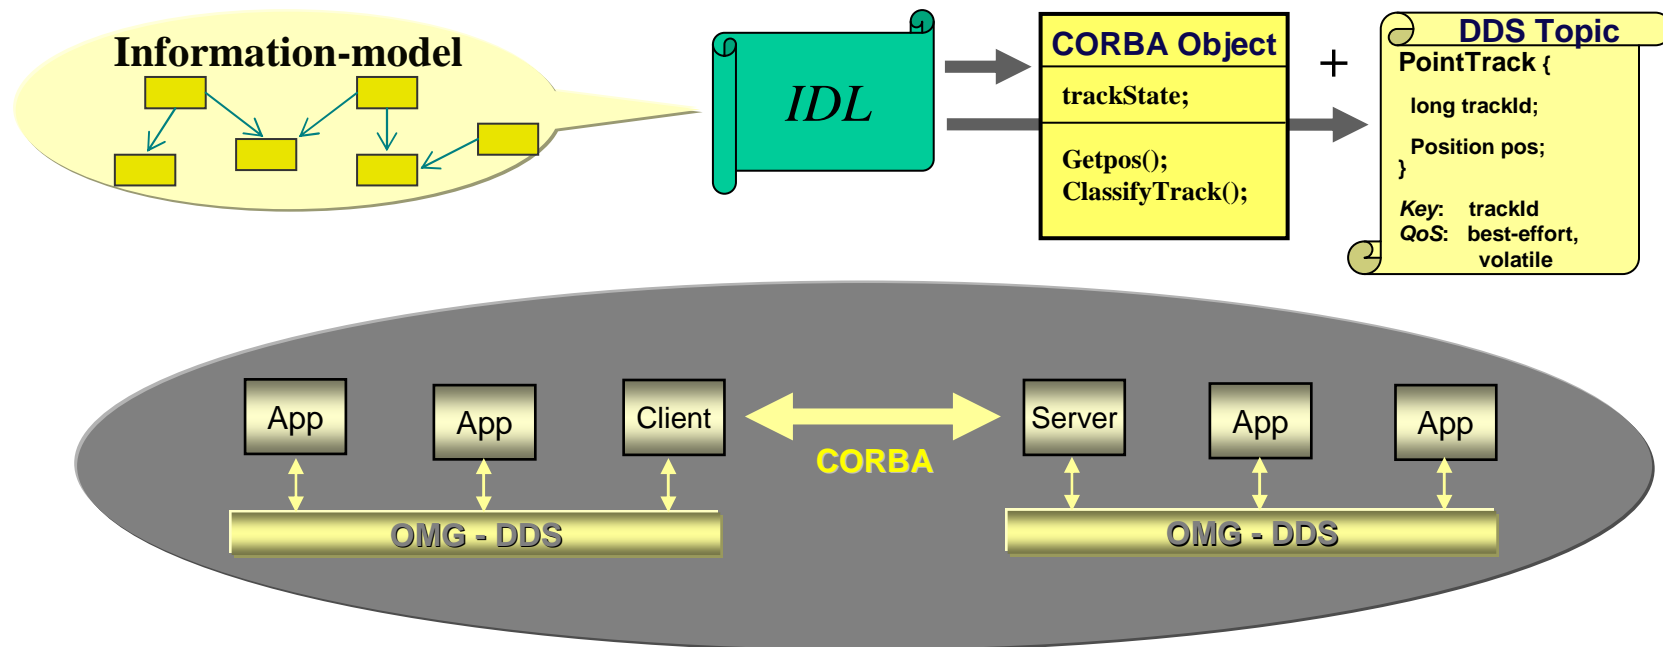 Information-model
IDL
CORBA Object
trackState;
Getpos();
ClassifyTrack();
+
DDS Topic
PointTrack {
long trackId;
Position pos;
}
Key: trackId
QoS: best-effort,
volatile
App
App
Client
CORBA
Server
App
App
OMG - DDS
OMG - DDS